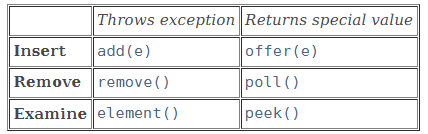 Throws exception Returns special value
Insert add(e) offer(e)
Remove remove() poll()
Examine element() peek()